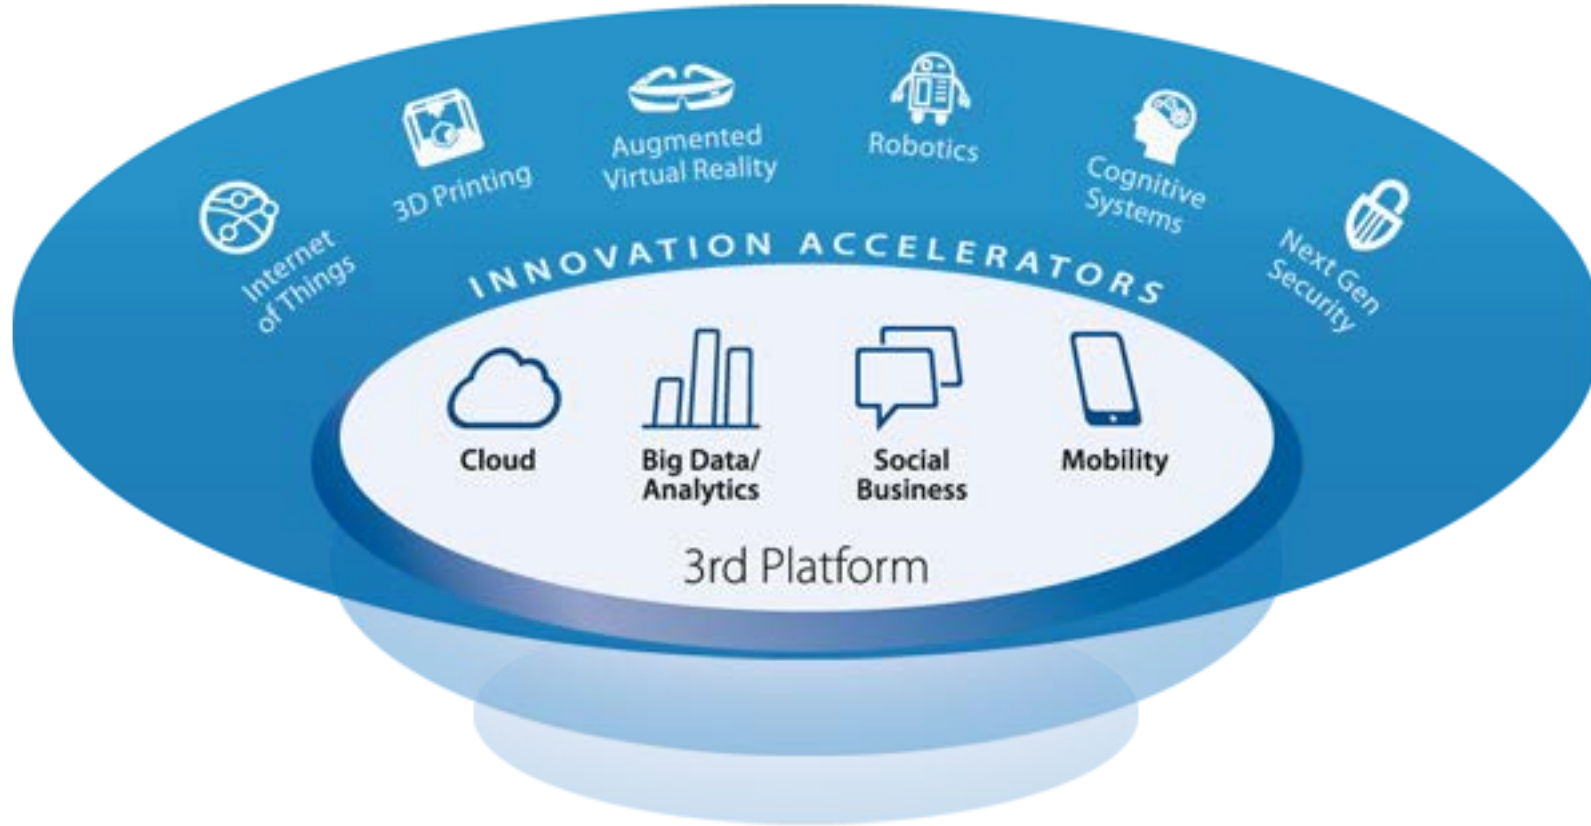 Internet
of Things
3D Printing
Augmented
Virtual Reality
Robotics
Cognitive
Systems
Next Gen
Security
INNOVATION ACCELERATORS
Cloud
Big Data/
Analytics
Social
Business
Mobility
3rd Platform